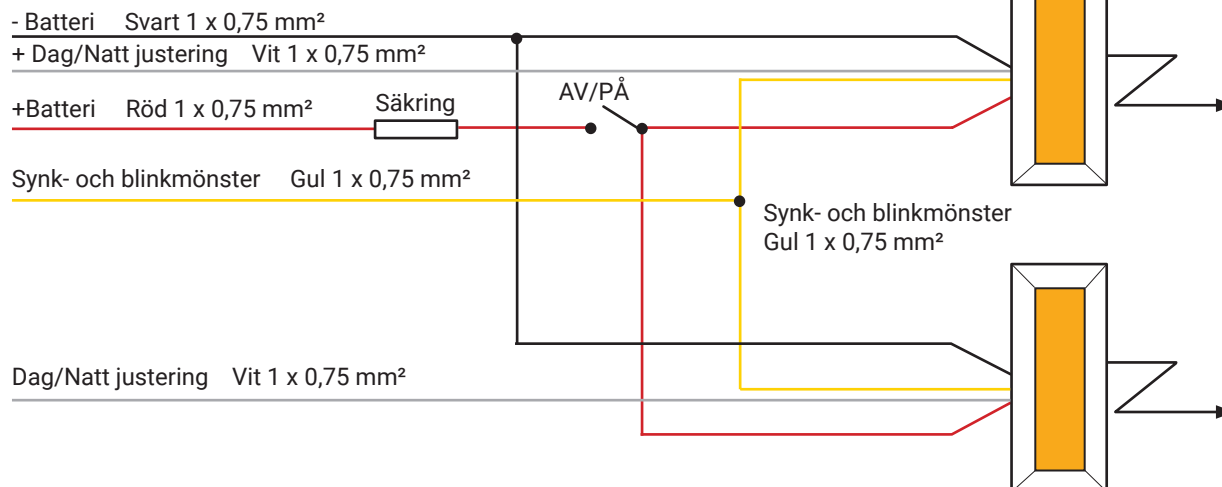 - Batteri Svart 1 x 0,75 mm²
+ Dag/Natt justering Vit 1 x 0,75 mm²
+Batteri Röd 1 x 0,75 mm²
Säkring
AV/PÅ
Synk- och blinkmönster Gul 1 x 0,75 mm²
Synk- och blinkmönster
Gul 1 x 0,75 mm²
Dag/Natt justering Vit 1 x 0,75 mm²